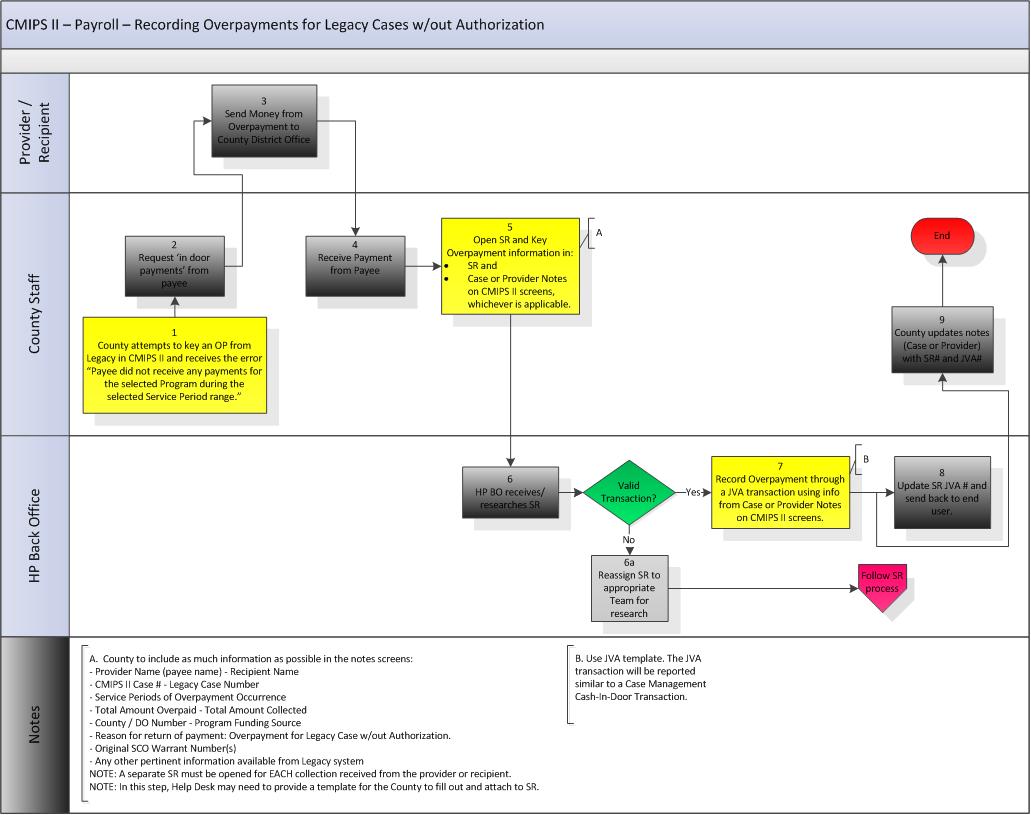 CMIPS II – Payroll – Recording Overpayments for Legacy Cases w/out Authorization
Provider /
Recipient
3
Send Money from
Overpayment to
County District Office
County Staff
2
Request ‘in door
payments’ from
payee
1
County attempts to key an OP from
Legacy in CMIPS II and receives the error
“Payee did not receive any payments for
the selected Program during the
selected Service Period range.”
4
Receive Payment
from Payee
5
Open SR and Key
Overpayment information in:
• SR and
• Case or Provider Notes
on CMIPS II screens,
whichever is applicable.
A
End
9
County updates notes
(Case or Provider)
with SR# and JVA#
HP Back Office
6
HP BO receives/
researches SR
Valid
Transaction?
Yes
No
7
Record Overpayment through
a JVA transaction using info
from Case or Provider Notes
on CMIPS II screens.
B
8
Update SR JVA # and
send back to end
user.
6a
Reassign SR to
appropriate
Team for
research
Follow SR
process
Notes
A. County to include as much information as possible in the notes screens:
- Provider Name (payee name) - Recipient Name
- CMIPS II Case # - Legacy Case Number
- Service Periods of Overpayment Occurrence
- Total Amount Overpaid - Total Amount Collected
- County / DO Number - Program Funding Source
- Reason for return of payment: Overpayment for Legacy Case w/out Authorization.
- Original SCO Warrant Number(s)
- Any other pertinent information available from Legacy system
NOTE: A separate SR must be opened for EACH collection received from the provider or recipient.
NOTE: In this step, Help Desk may need to provide a template for the County to fill out and attach to SR.
B. Use JVA template. The JVA
transaction will be reported
similar to a Case Management
Cash-In-Door Transaction.